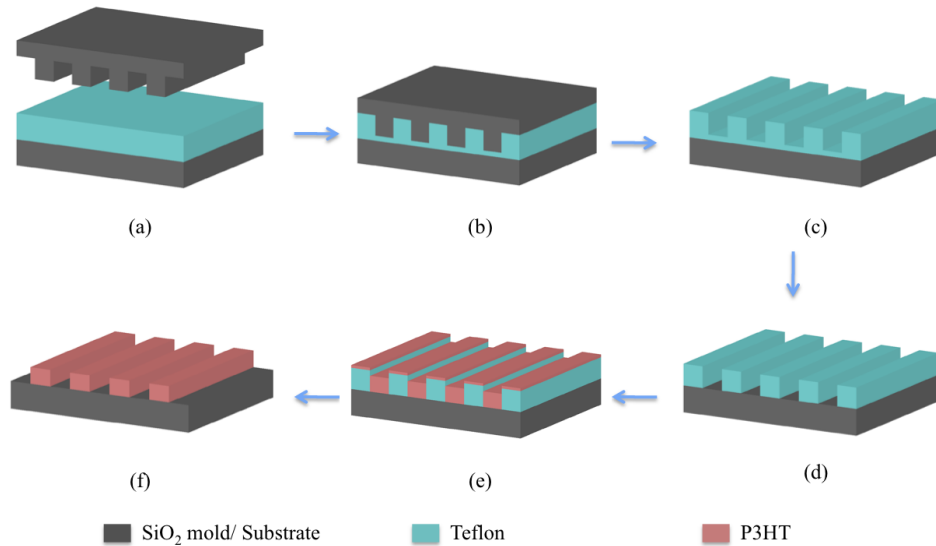 (a)
(b)
(c)
(f)
(e)
(d)
SiO₂ mold/ Substrate
Teflon
P3HT